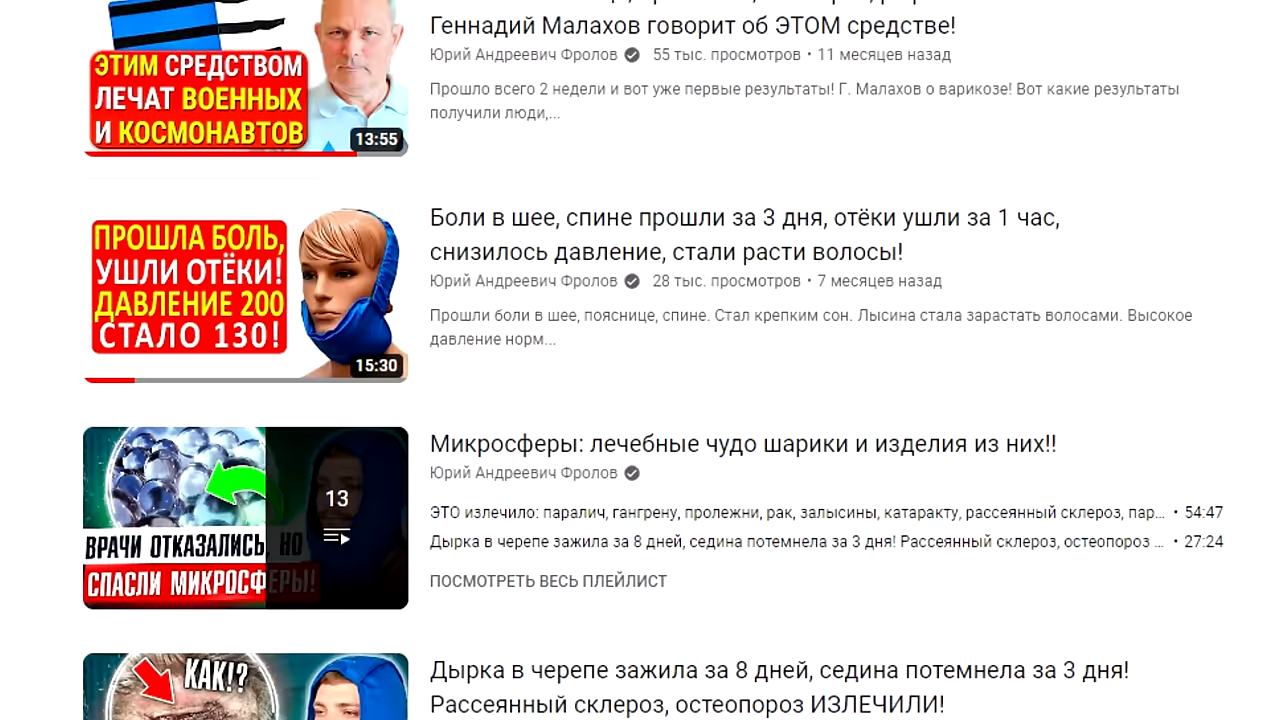 Геннадий Малахов говорит об ЭТОМ средстве!
Юрий Андреевич Фролов 55 тыс. просмотров • 11 месяцев назад
Прошло всего 2 недели и вот уже первые результаты! Г. Малахов о варикозе! Вот какие результаты
получили люди,...
ЭТИМ СРЕДСТВОМ
ЛЕЧАТ ВОЕННЫХ
И КОСМОНАВТОВ
13:55
Боли в шее, спине прошли за 3 дня, отёки ушли за 1 час,
снизилось давление, стали расти волосы!
Юрий Андреевич Фролов 28 тыс. просмотров • 7 месяцев назад
Прошли боли в шее, пояснице, спине. Стал крепким сон. Лысина стала зарастать волосами. Высокое
давление норм...
ПРОШЛА БОЛЬ,
УШЛИ ОТЁКИ!
ДАВЛЕНИЕ 200
СТАЛО 130!
15:30
Микросферы: лечебные чудо шарики и изделия из них!!
Юрий Андреевич Фролов
ЭТО излечило: паралич, гангрену, пролежни, рак, залысины, катаракту, рассеянный склероз, пар... • 54:47
Дырка в черепе зажила за 8 дней, седина потемнела за 3 дня! Рассеянный склероз, остеопороз ... • 27:24
ПОСМОТРЕТЬ ВЕСЬ ПЛЕЙЛИСТ
13
ВРАЧИ ОТКАЗАЛИСЬ, НО
СПАСЛИ МИКРОСФЕРЫ!
Дырка в черепе зажила за 8 дней, седина потемнела за 3 дня!
Рассеянный склероз, остеопороз ИЗЛЕЧИЛИ!
КАК!?